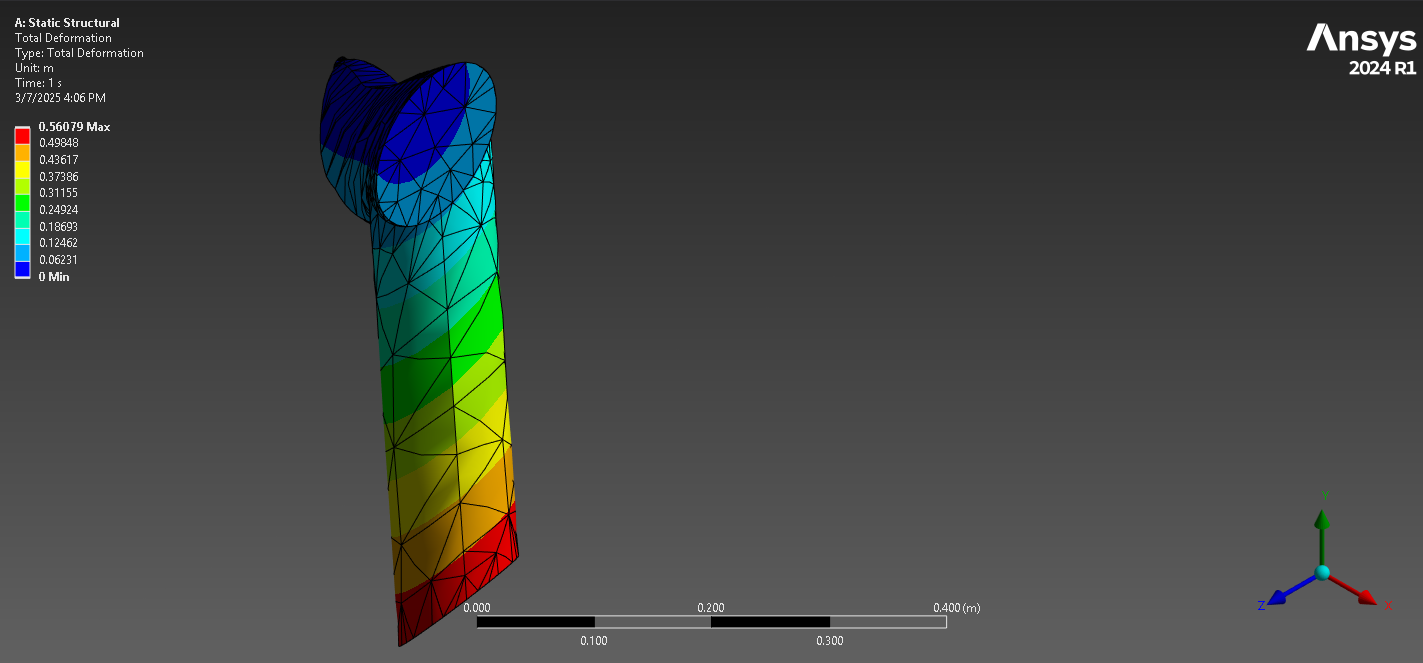 A: Static Structural
Total Deformation
Type: Total Deformation
Unit: m
Time: 1 s
3/7/2025 4:06 PM
0.56079 Max
0.49848
0.43617
0.37386
0.31155
0.24924
0.18693
0.12462
0.06231
0 Min
Ansys
2024 R1
0.000
0.200
0.400 (m)
0.100
0.300
Y
Z
X